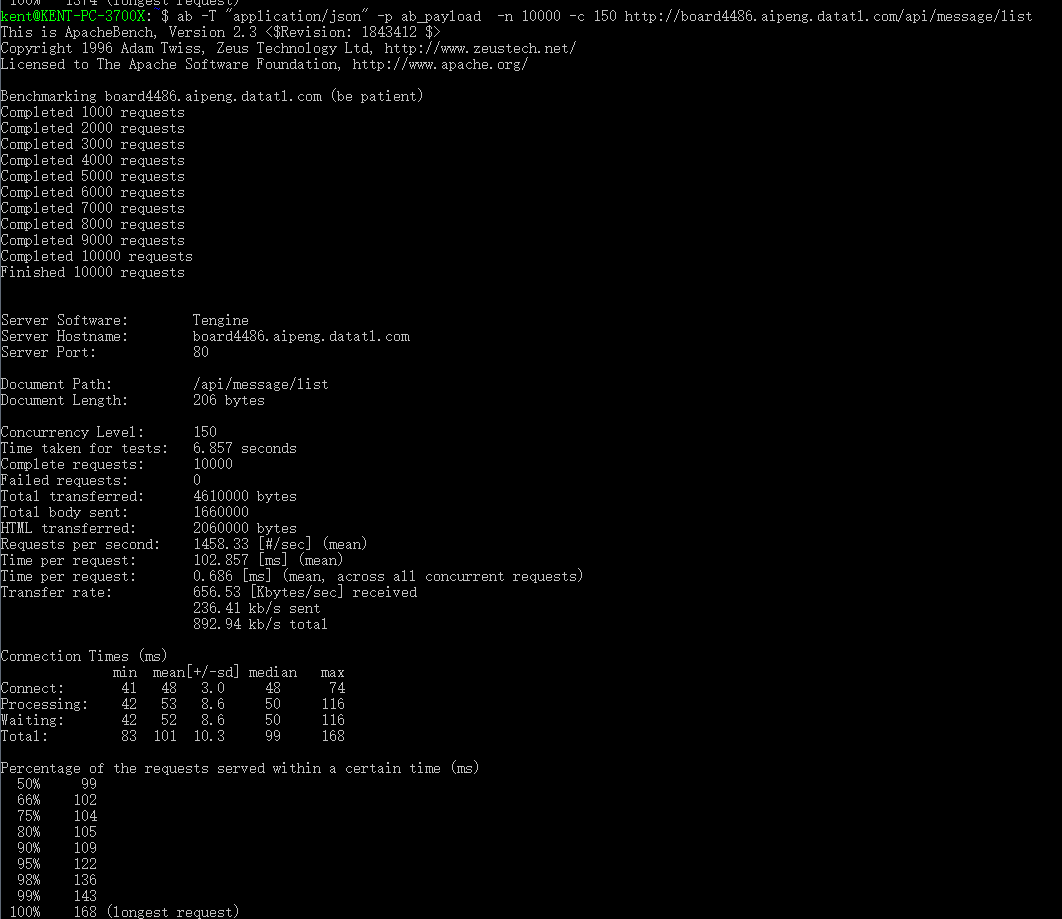 100% 1374 (longest request)
kent@KENT-PC-3700X:~$ ab -T "application/json" -p ab_payload  -n 10000 -c 150 http://board4486.aipeng.datat1.com/api/message/list
This is ApacheBench, Version 2.3 <$Revision: 1843412 $>
Copyright 1996 Adam Twiss, Zeus Technology Ltd, http://www.zeustech.net/
Licensed to The Apache Software Foundation, http://www.apache.org/
Benchmarking board4486.aipeng.datat1.com (be patient)
Completed 1000 requests
Completed 2000 requests
Completed 3000 requests
Completed 4000 requests
Completed 5000 requests
Completed 6000 requests
Completed 7000 requests
Completed 8000 requests
Completed 9000 requests
Completed 10000 requests
Finished 10000 requests
Server Software:        Tengine
Server Hostname:        board4486.aipeng.datat1.com
Server Port:            80
Document Path:          /api/message/list
Document Length:        206 bytes
Concurrency Level:      150
Time taken for tests:   6.857 seconds
Complete requests:      10000
Failed requests:        0
Total transferred:      4610000 bytes
Total body sent:        1660000
HTML transferred:       2060000 bytes
Requests per second:    1458.33 [#/sec] (mean)
Time per request:       102.857 [ms] (mean)
Time per request:       0.686 [ms] (mean, across all concurrent requests)
Transfer rate:          656.53 [Kbytes/sec] received
                        236.41 kb/s sent
                        892.94 kb/s total
Connection Times (ms)
              min  mean[+/-sd] median   max
Connect:       41   48   3.0     48      74
Processing:    42   53   8.6     50     116
Waiting:       42   52   8.6     50     116
Total:         83  101  10.3     99     168
Percentage of the requests served within a certain time (ms)
  50%     99
  66%    102
  75%    104
  80%    105
  90%    109
  95%    122
  98%    136
  99%    143
 100%    168 (longest request)